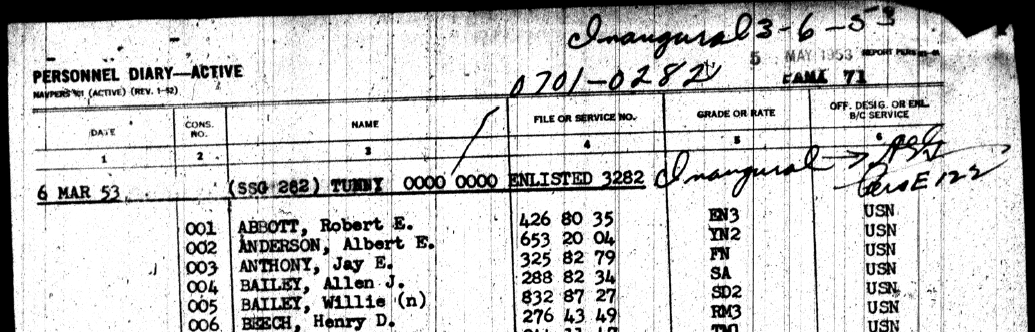 Inaugural 3-6-53
5 MAY 1953 REPORT PERS
0701-0282
71
PERSONNEL DIARY—ACTIVE
(ACTIVE) (REV. 1-52)
DATE CONS. NO. NAME FILE OR SERVICE NO. GRADE OR RATE OFF. DESIG. OR ENL. B/C SERVICE
1 2 3 4 5 6
6 MAR 53 (SSG 282) TUNNY 0000 0000 ENLISTED 3282 Inaugural Pers E 122
001 ABBOTT, Robert E. 426 80 35 EN3 USN
002 ANDERSON, Albert E. 653 20 04 YN2 USN
003 ANTHONY, Jay E. 325 82 79 FN USN
004 BAILEY, Allen J. 288 82 34 SA USN
005 BAILEY, Willie (n) 832 87 27 SD2 USN
006 BEECH, Henry D. 276 43 49 RM3 USN